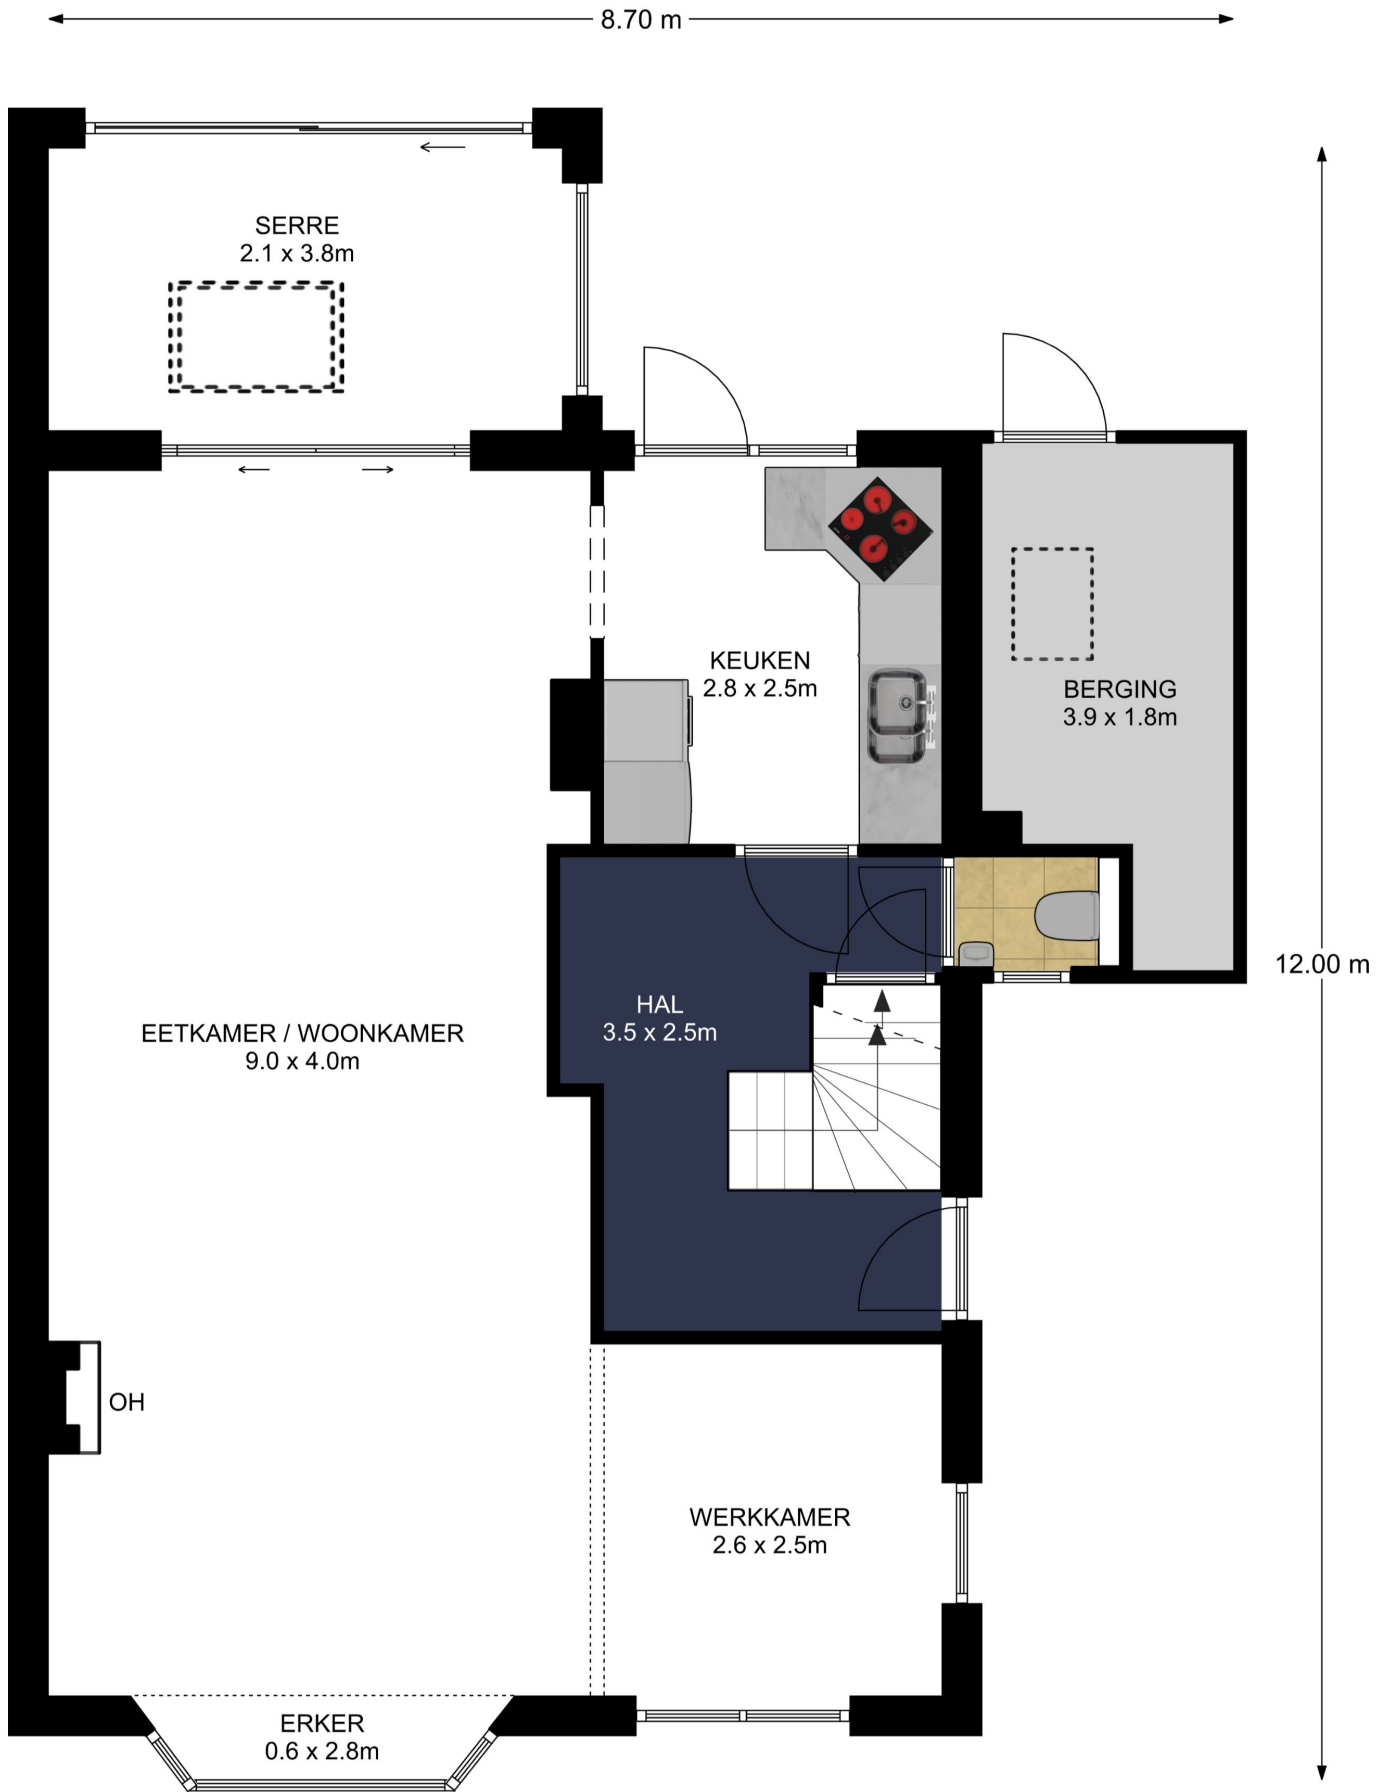 8.70 m
SERRE
2.1 x 3.8m
KEUKEN
2.8 x 2.5m
BERGING
3.9 x 1.8m
12.00 m
HAL
3.5 x 2.5m
EETKAMER / WOONKAMER
9.0 x 4.0m
OH
WERKKAMER
2.6 x 2.5m
ERKER
0.6 x 2.8m